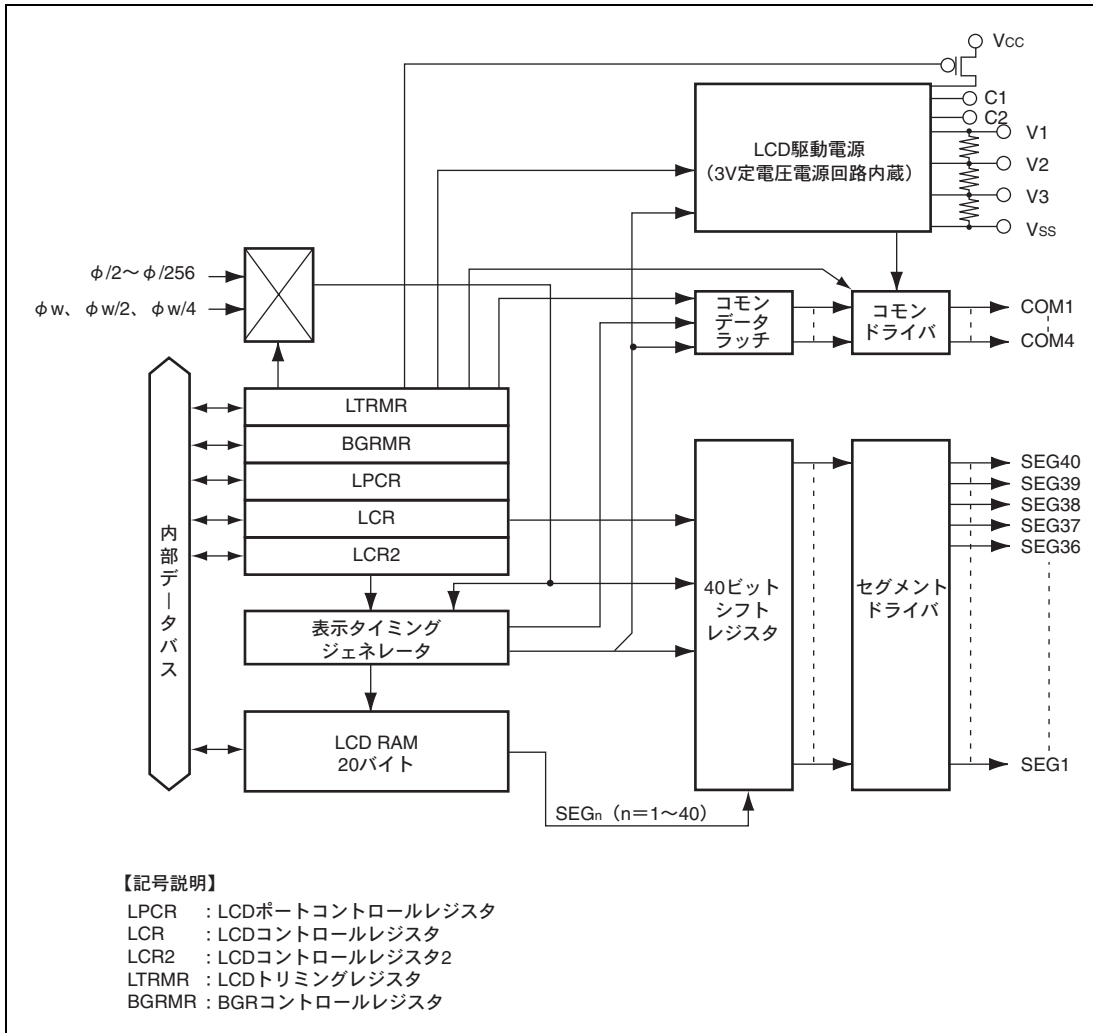 VCC
C1
C2
V1
V2
V3
VSS
LCD駆動電源
(3V定電圧電源回路内蔵)
φ/2～φ/256
φw、φw/2、φw/4
コモン
データ
ラッチ
コモン
ドライバ
COM1
COM4
LTRMR
BGRMR
LPCR
LCR
LCR2
内部データバス
表示タイミング
ジェネレータ
LCD RAM
20バイト
40ビット
シフト
レジスタ
セグメント
ドライバ
SEG40
SEG39
SEG38
SEG37
SEG36
SEG1
SEGn（n＝1～40）
【記号説明】
LPCR ：LCDポートコントロールレジスタ
LCR ：LCDコントロールレジスタ
LCR2 ：LCDコントロールレジスタ2
LTRMR ：LCDトリミングレジスタ
BGRMR ：BGRコントロールレジスタ